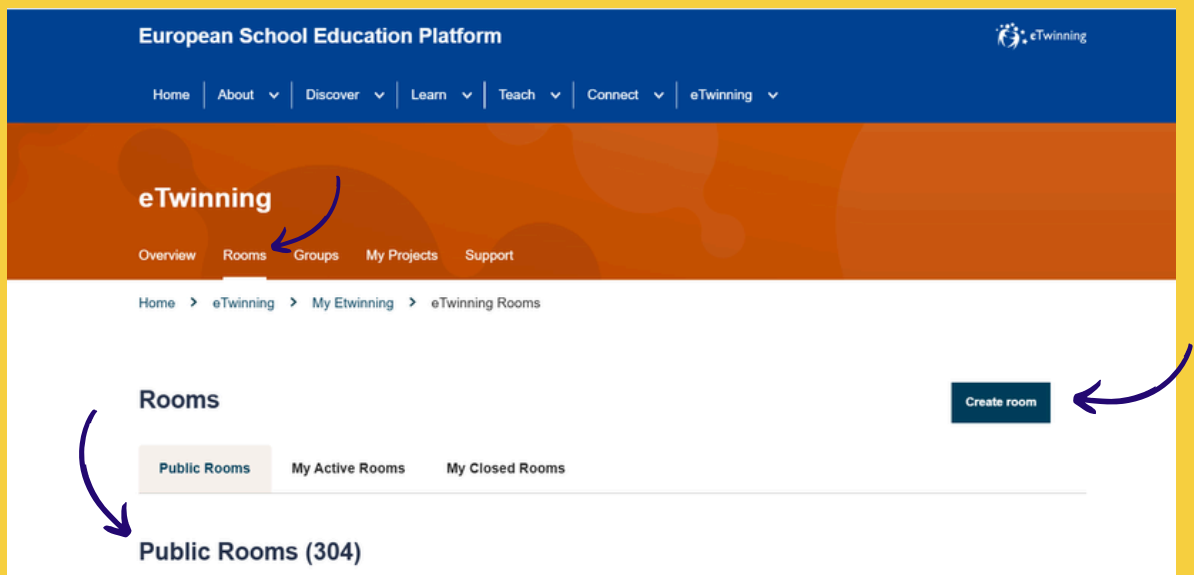 European School Education Platform
eTwinning
Home About Discover Learn Teach Connect eTwinning
eTwinning
Overview Rooms Groups My Projects Support
Home > eTwinning > My Etwinning > eTwinning Rooms
Rooms
Create room
Public Rooms My Active Rooms My Closed Rooms
Public Rooms (304)